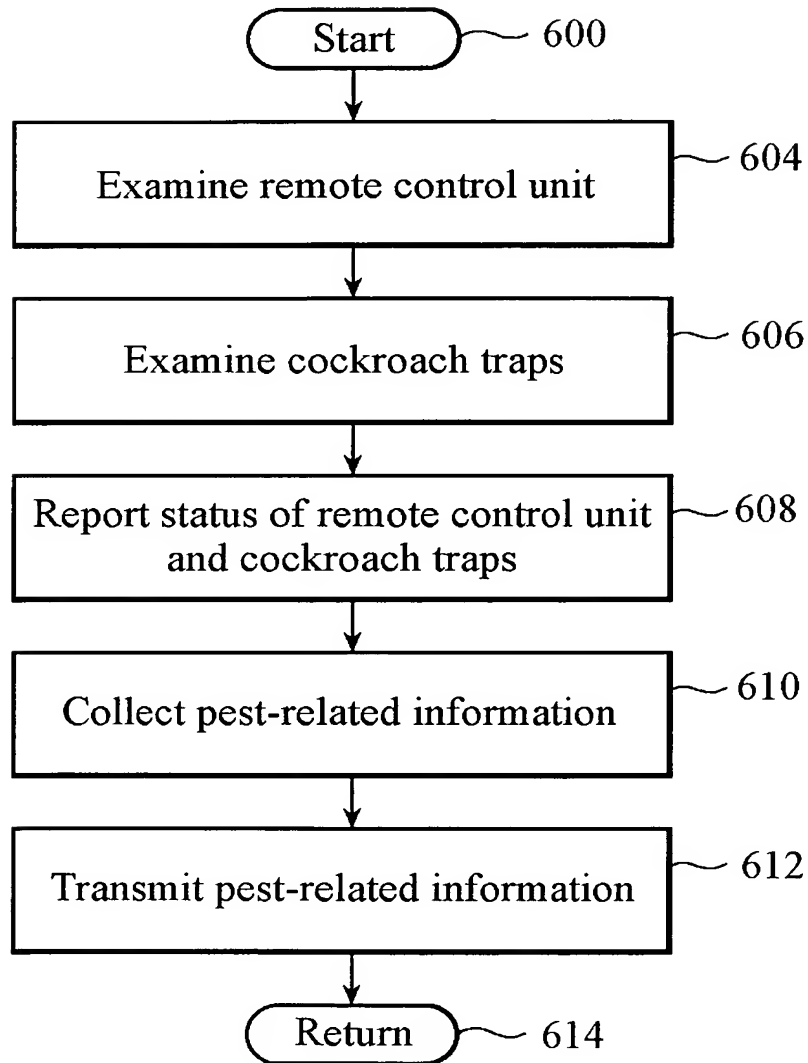 Start
600
Examine remote control unit
604
Examine cockroach traps
606
Report status of remote control unit
and cockroach traps
608
Collect pest-related information
610
Transmit pest-related information
612
Return
614